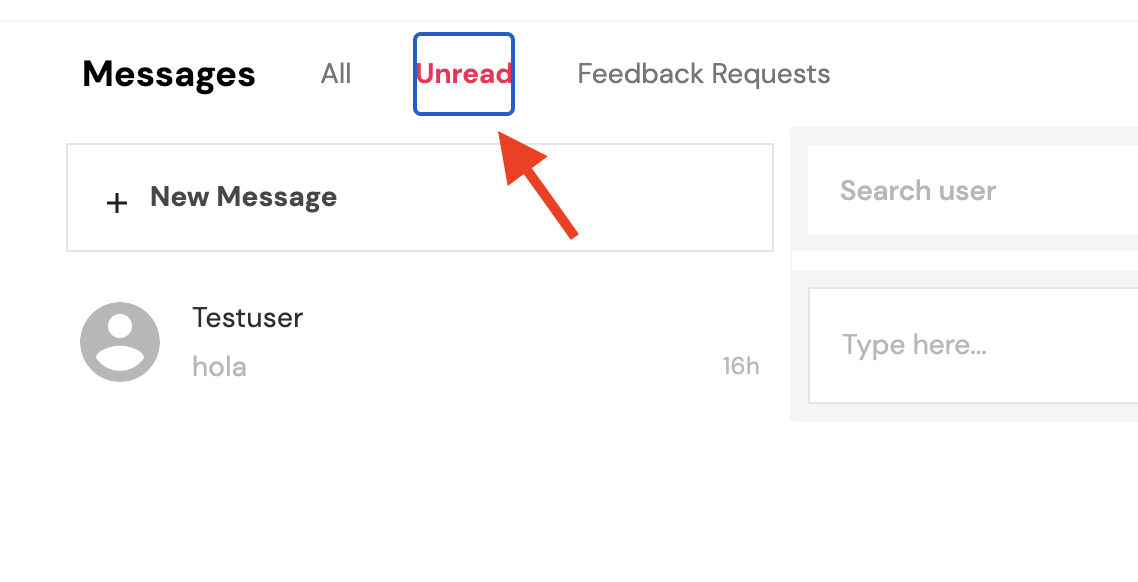 Messages All Unread Feedback Requests
+ New Message
Search user
Testuser
Type here...
hola 16h